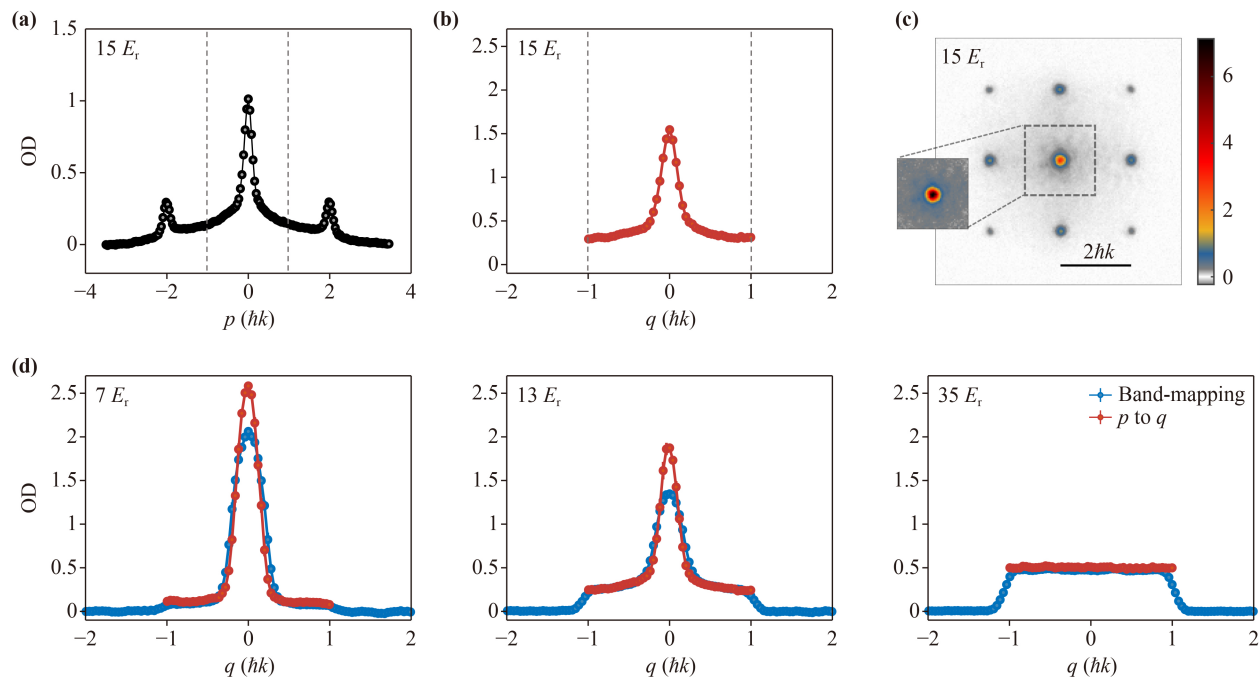 (a)
15 Er
1.5
1
0.5
0
OD
−4 −2 0 2 4
p (ħk)
(b)
15 Er
2.5
2
1.5
1
0.5
0
−2 −1 0 1 2
q (ħk)
(c)
15 Er
2ħk
6
4
2
0
(d)
7 Er
2.5
2
1.5
1
0.5
0
OD
−2 −1 0 1 2
q (ħk)
13 Er
2.5
2
1.5
1
0.5
0
−2 −1 0 1 2
q (ħk)
35 Er
Band-mapping
p to q
2.5
2
1.5
1
0.5
0
−2 −1 0 1 2
q (ħk)